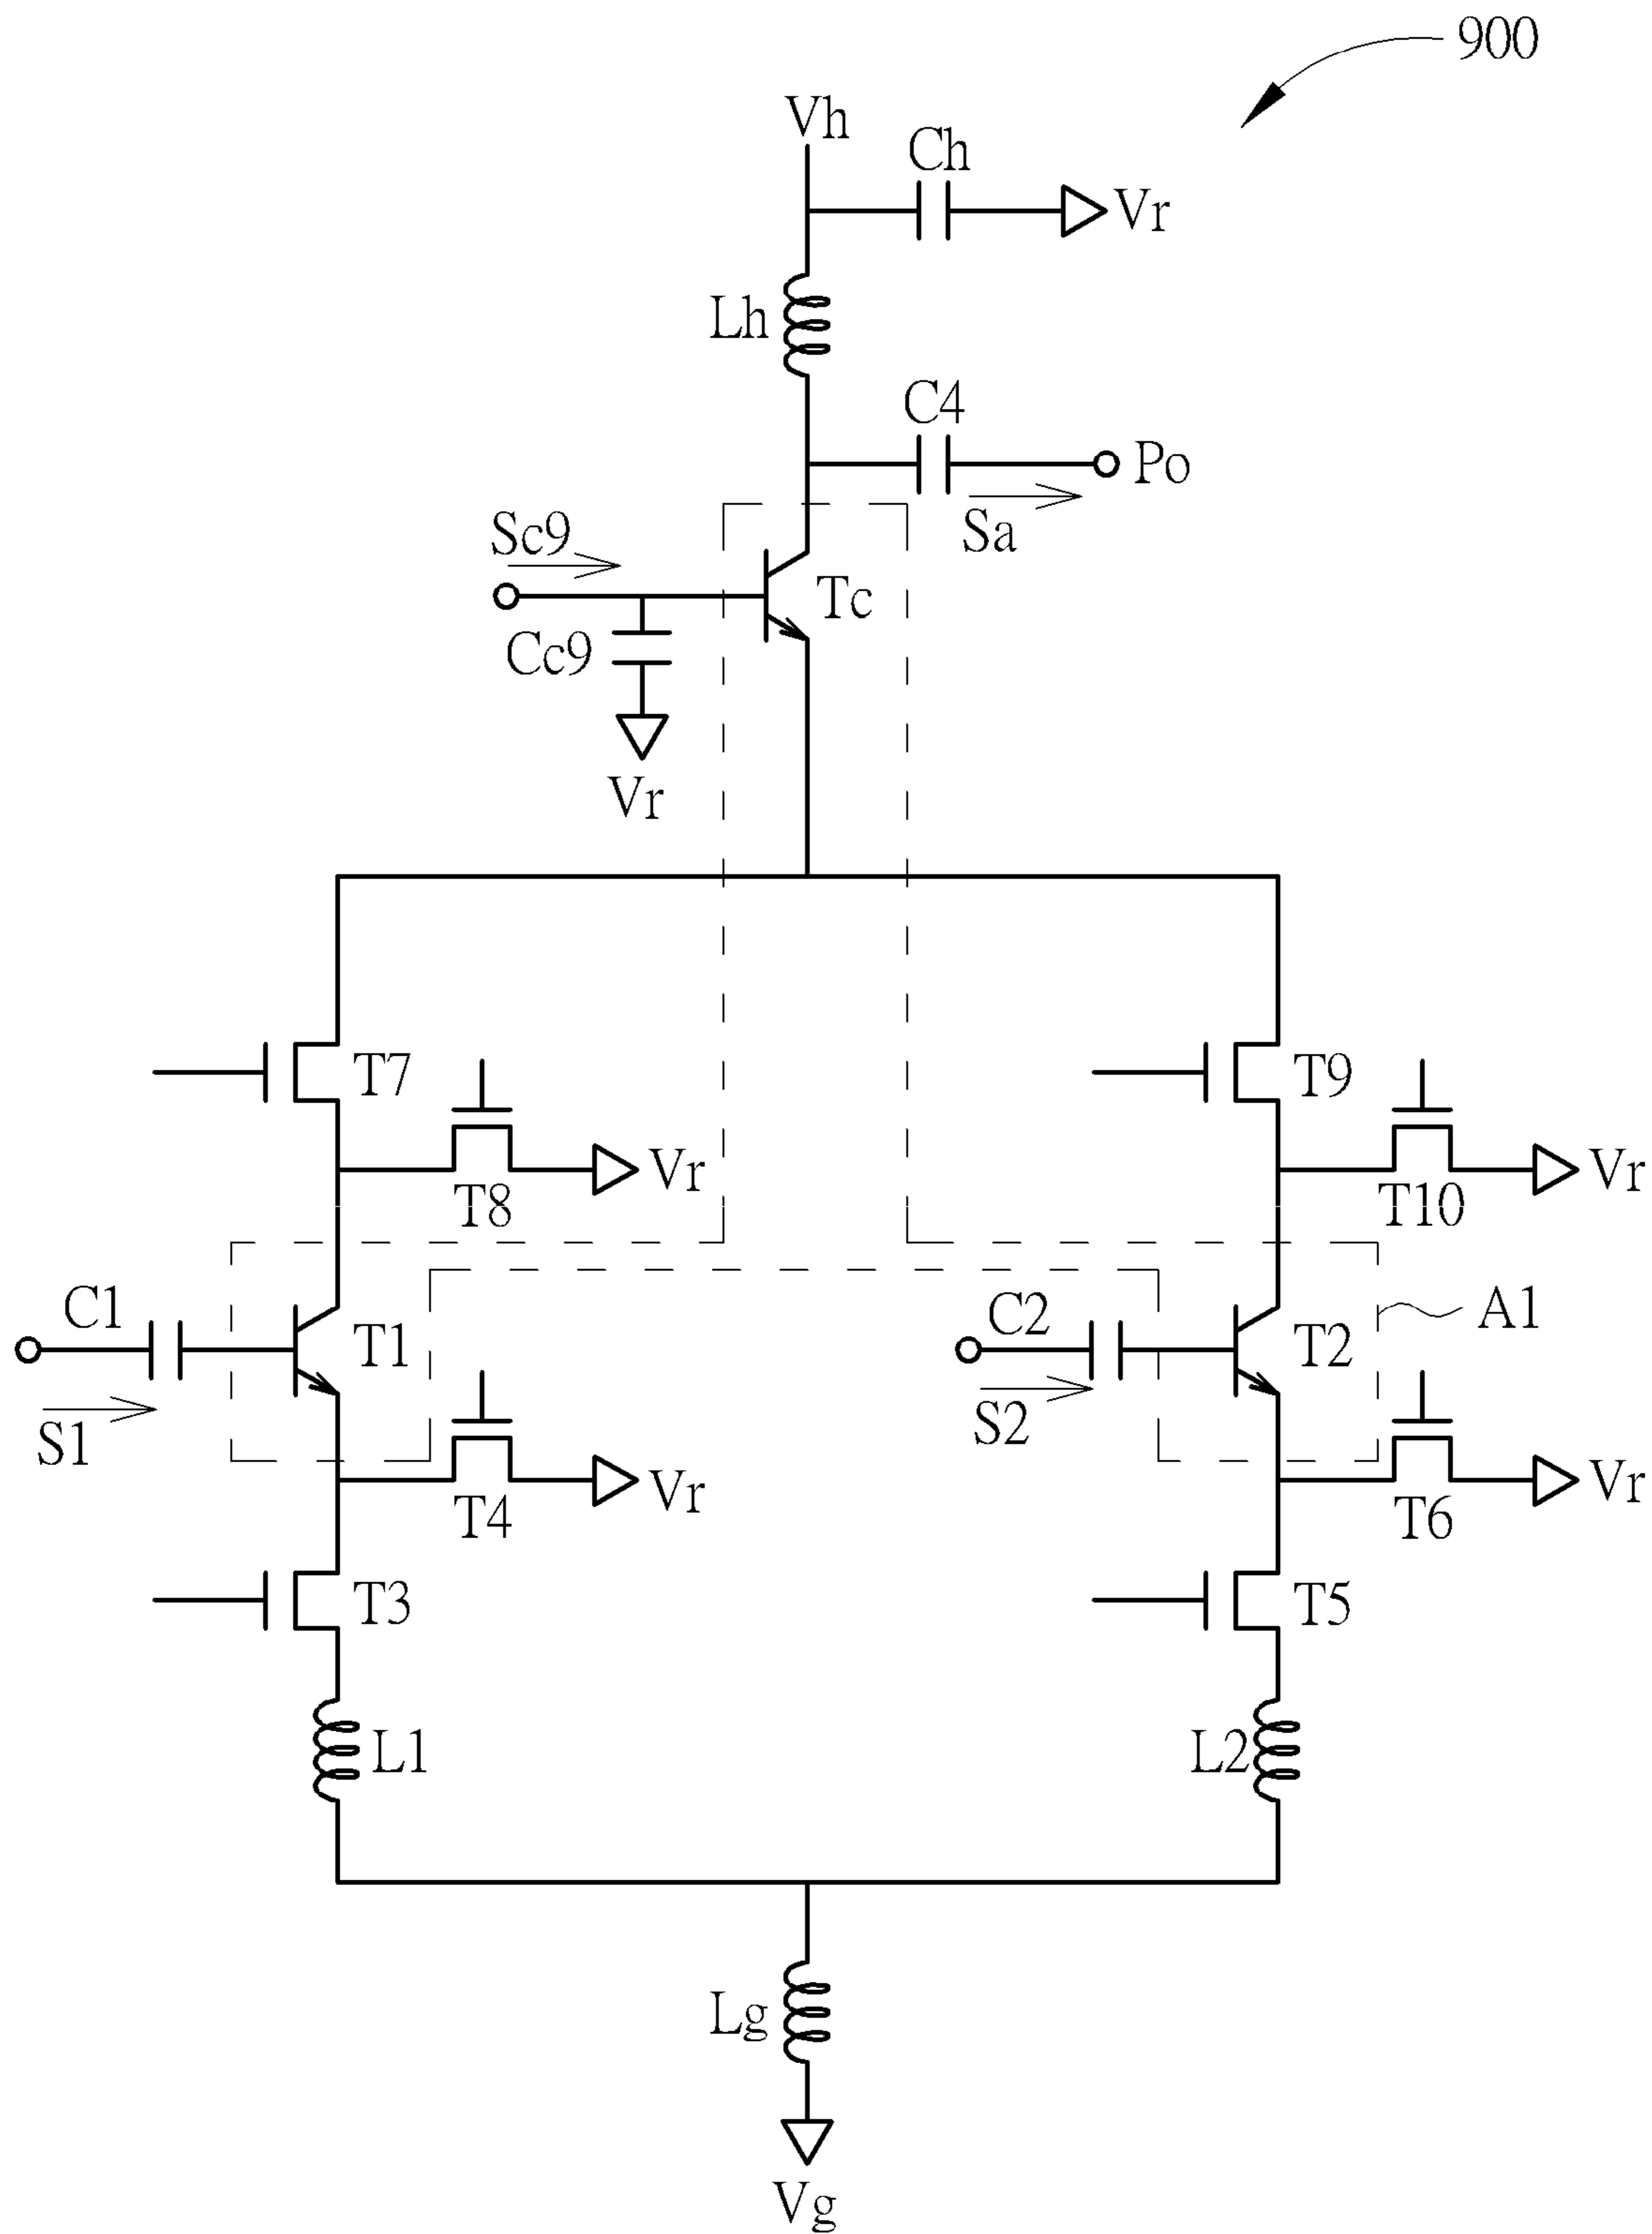 900
Vh
Ch
Vr
Lh
C4
Po
Sa
Sc9
Tc
Cc9
Vr
T7
T9
T8
Vr
T10
Vr
C1
T1
C2
T2
A1
S1
S2
T4
Vr
T6
Vr
T3
T5
L1
L2
Lg
Vg